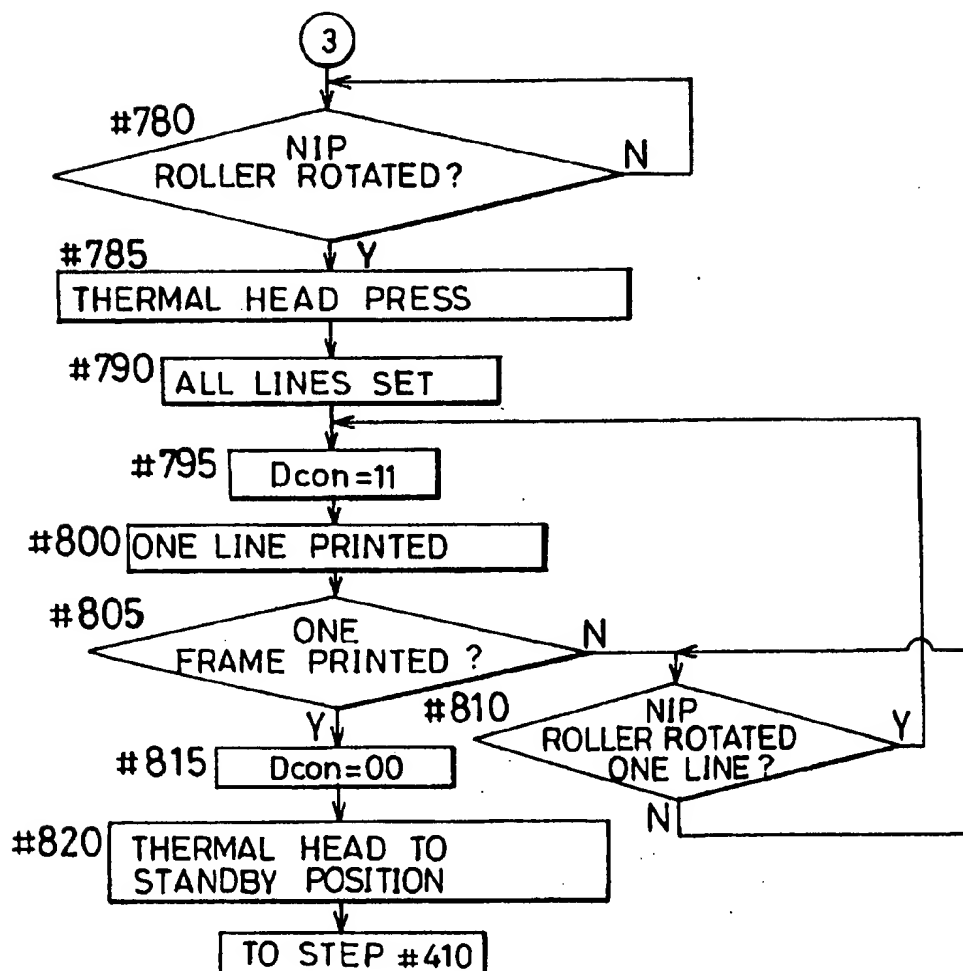 3
#780
NIP
ROLLER ROTATED?
N
Y
#785
THERMAL HEAD PRESS
#790
ALL LINES SET
#795
Dcon=11
#800
ONE LINE PRINTED
#805
ONE
FRAME PRINTED ?
N
Y
#810
NIP
ROLLER ROTATED
ONE LINE?
Y
N
#815
Dcon=00
#820
THERMAL HEAD TO
STANDBY POSITION
TO STEP #410